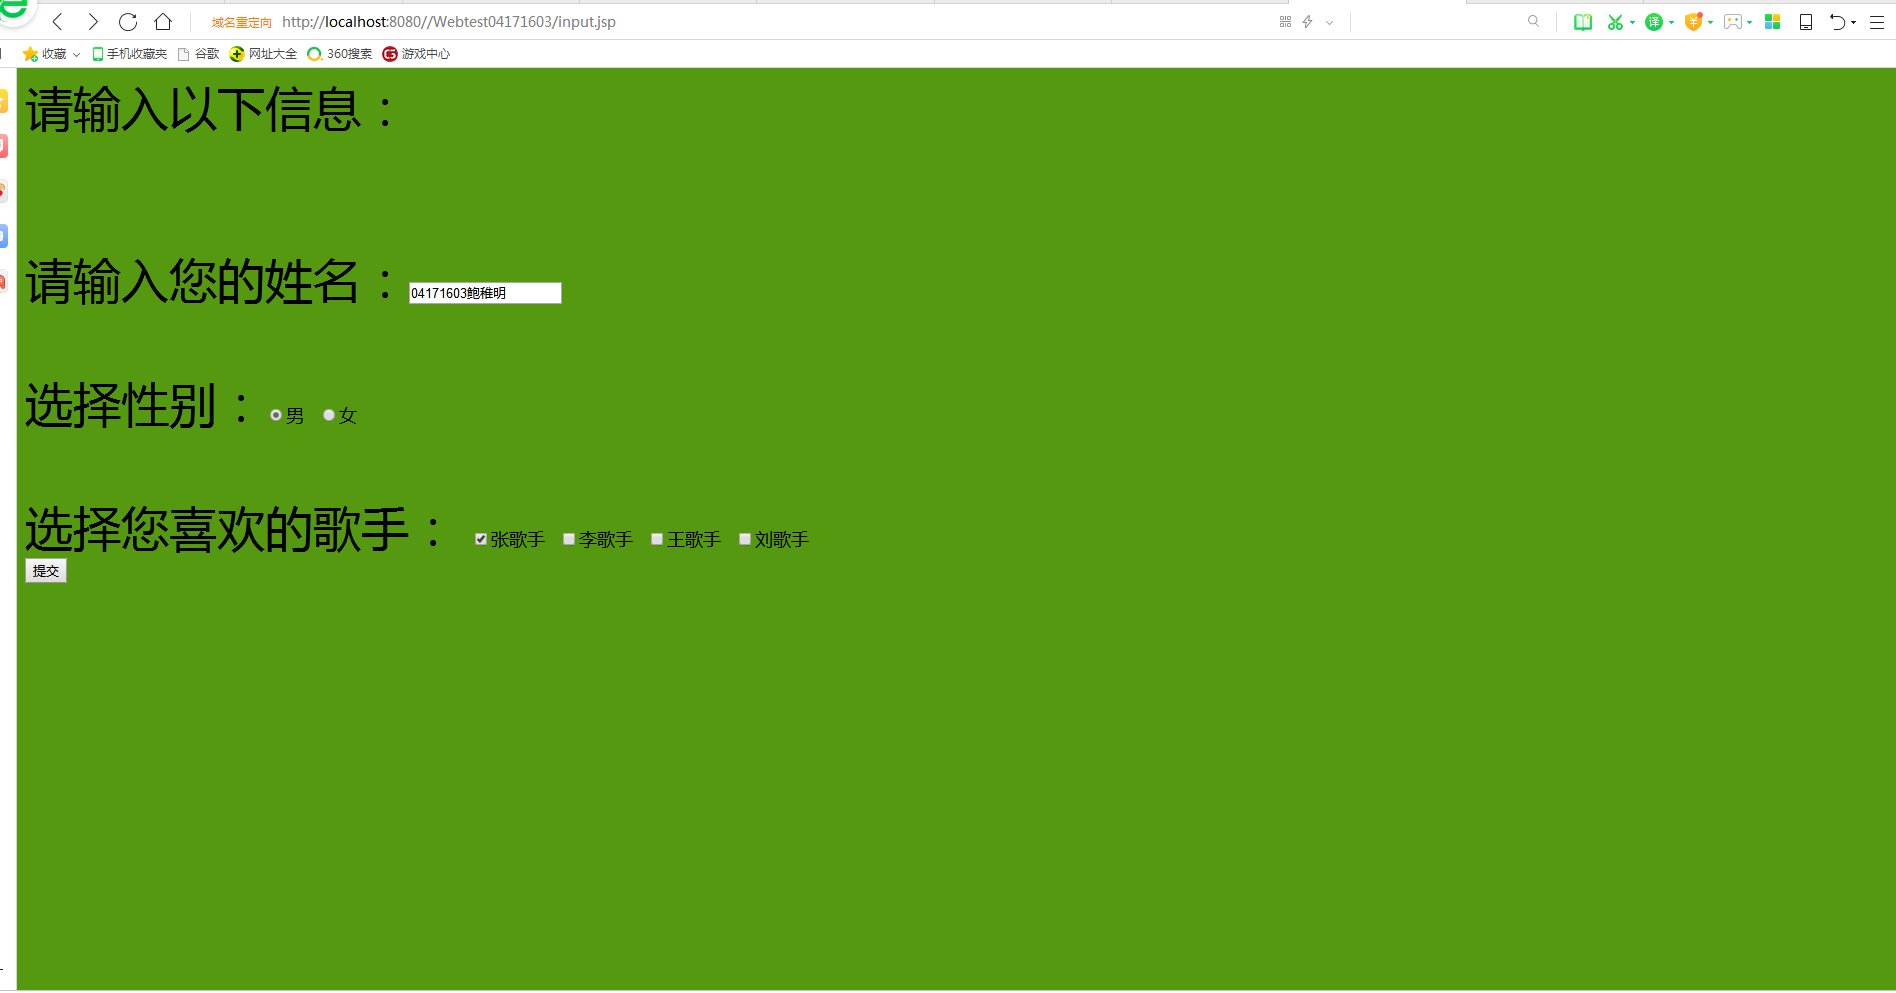 域名重定向 http://localhost:8080//Webtest04171603/input.jsp
收藏 手机收藏夹 谷歌 网址大全 360搜索 游戏中心
请输入以下信息：
请输入您的姓名：04171603鲍稚明
选择性别：男 女
选择您喜欢的歌手： 张歌手 李歌手 王歌手 刘歌手
提交